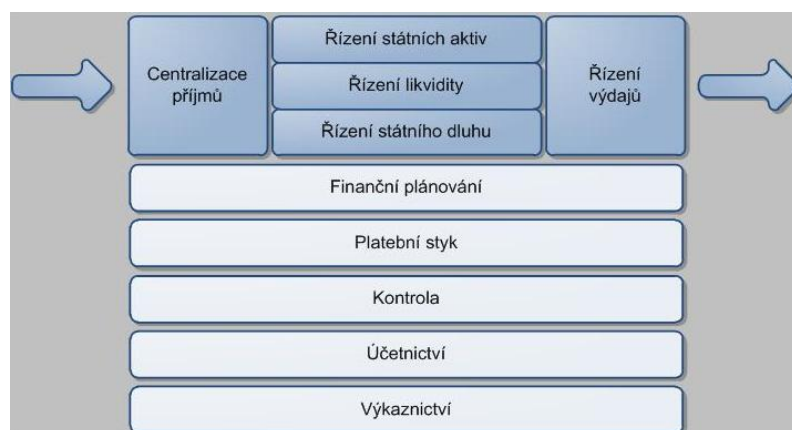 Centralizace
příjmů
Řízení státních aktiv
Řízení likvidity
Řízení státního dluhu
Řízení
výdajů
Finanční plánování
Platební styk
Kontrola
Účetnictví
Výkaznictví